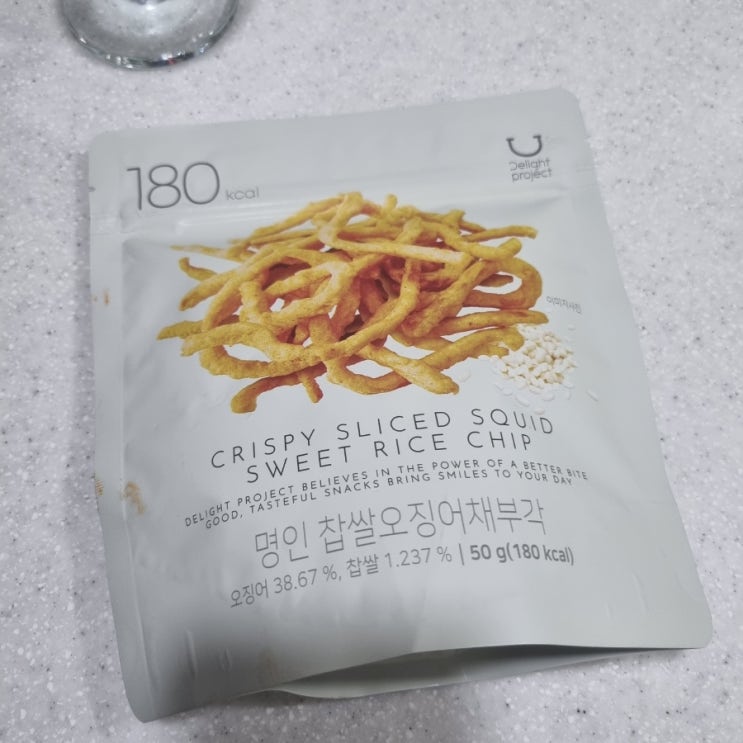 180 kcal
Delight
project
이미지사진
CRISPY SLICED SQUID
SWEET RICE CHIP
DELIGHT PROJECT BELIEVES IN THE POWER OF A BETTER BITE
GOOD, TASTEFUL SNACKS BRING SMILES TO YOUR DAY
명인 찹쌀오징어채부각
오징어 38.67 %, 찹쌀 1.237 % | 50 g(180 kcal)